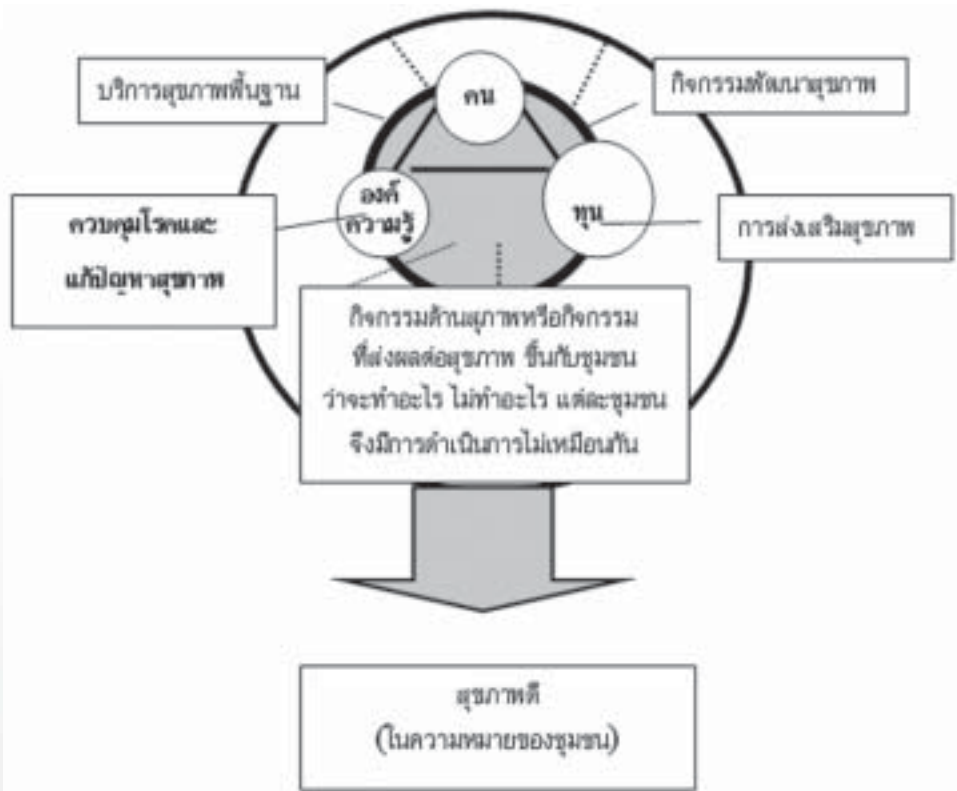 คน
บริการสุขภาพพื้นฐาน
กิจกรรมพัฒนาสุขภาพ
องค์
ความรู้
ทุน
ควบคุมโรคและ
แก้ปัญหาสุขภาพ
การส่งเสริมสุขภาพ
กิจกรรมด้านสุภาพหรือกิจกรรม
ที่ส่งผลต่อสุขภาพ ขึ้นกับชุมชน
ว่าจะทำอะไร ไม่ทำอะไร แต่ละชุมชน
จึงมีการดำเนินการไม่เหมือนกัน
สุขภาพดี
(ในความหมายของชุมชน)